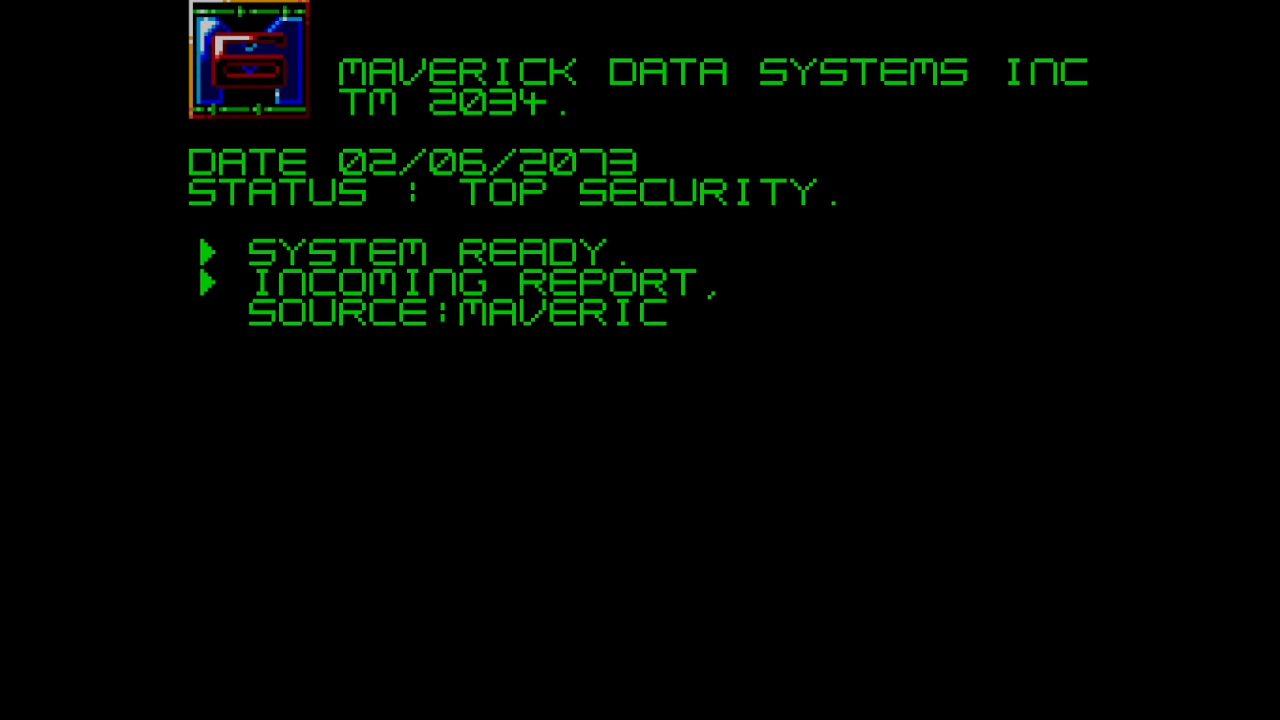 MAVERICK DATA SYSTEMS INC
TM 2034.
DATE 02/06/2073
STATUS : TOP SECURITY.
SYSTEM READY.
INCOMING REPORT,
SOURCE:MAVERIC